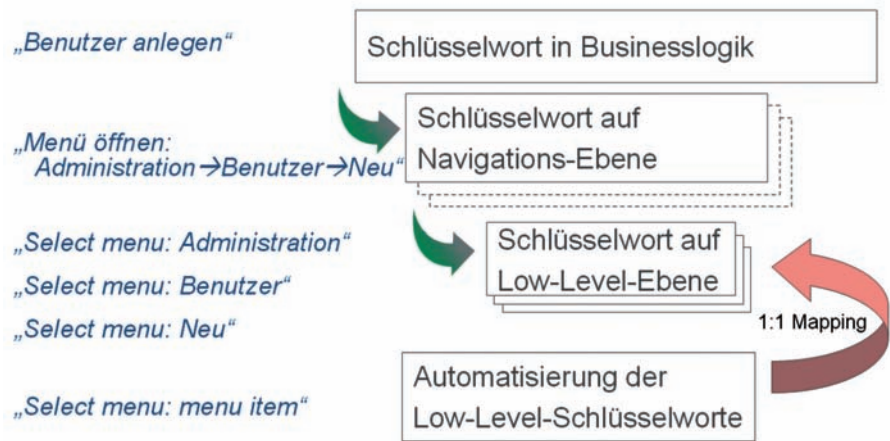 „Benutzer anlegen“
Schlüsselwort in Businesslogik
„Menü öffnen:
Administration→Benutzer→Neu“
Schlüsselwort auf
Navigations-Ebene
„Select menu: Administration“
„Select menu: Benutzer“
„Select menu: Neu“
Schlüsselwort auf
Low-Level-Ebene
1:1 Mapping
„Select menu: menu item“
Automatisierung der
Low-Level-Schlüsselworte